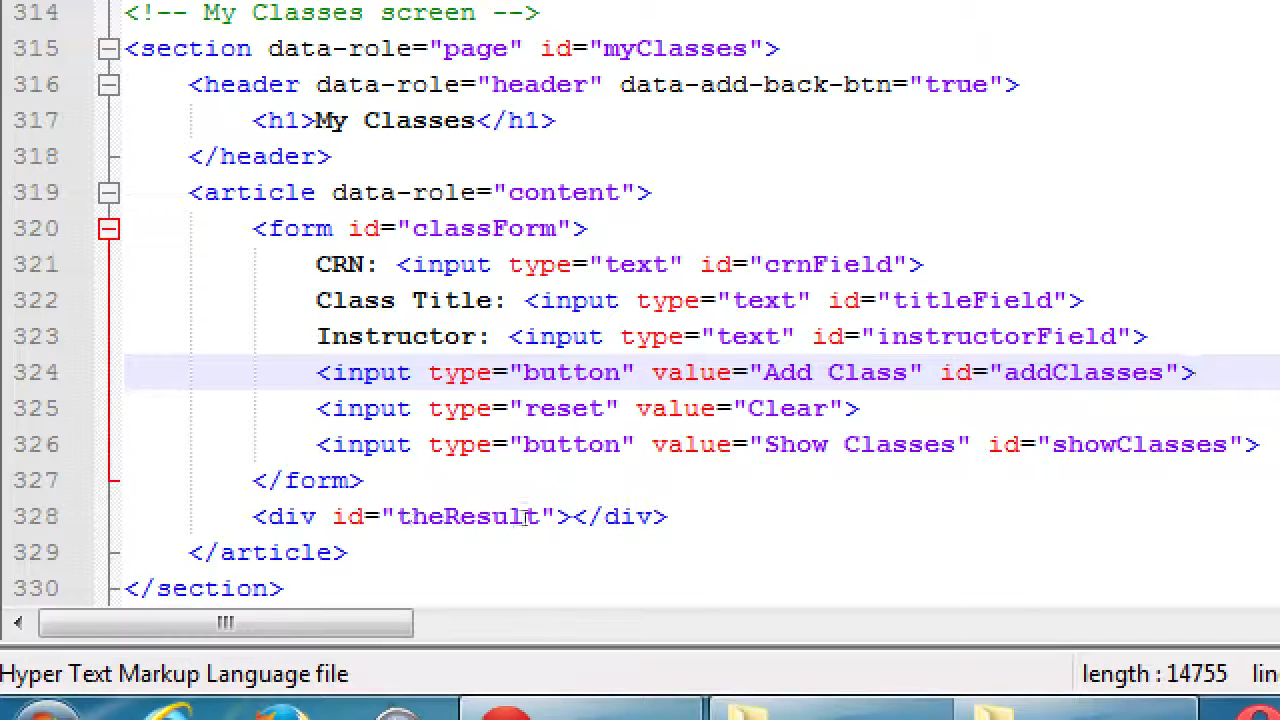 314 <!-- My Classes screen -->
315 <section data-role="page" id="myClasses">
316 <header data-role="header" data-add-back-btn="true">
317 <h1>My Classes</h1>
318 </header>
319 <article data-role="content">
320 <form id="classForm">
321 CRN: <input type="text" id="crnField">
322 Class Title: <input type="text" id="titleField">
323 Instructor: <input type="text" id="instructorField">
324 <input type="button" value="Add Class" id="addClasses">
325 <input type="reset" value="Clear">
326 <input type="button" value="Show Classes" id="showClasses">
327 </form>
328 <div id="theResult"></div>
329 </article>
330 </section>
Hyper Text Markup Language file length : 14755 lin